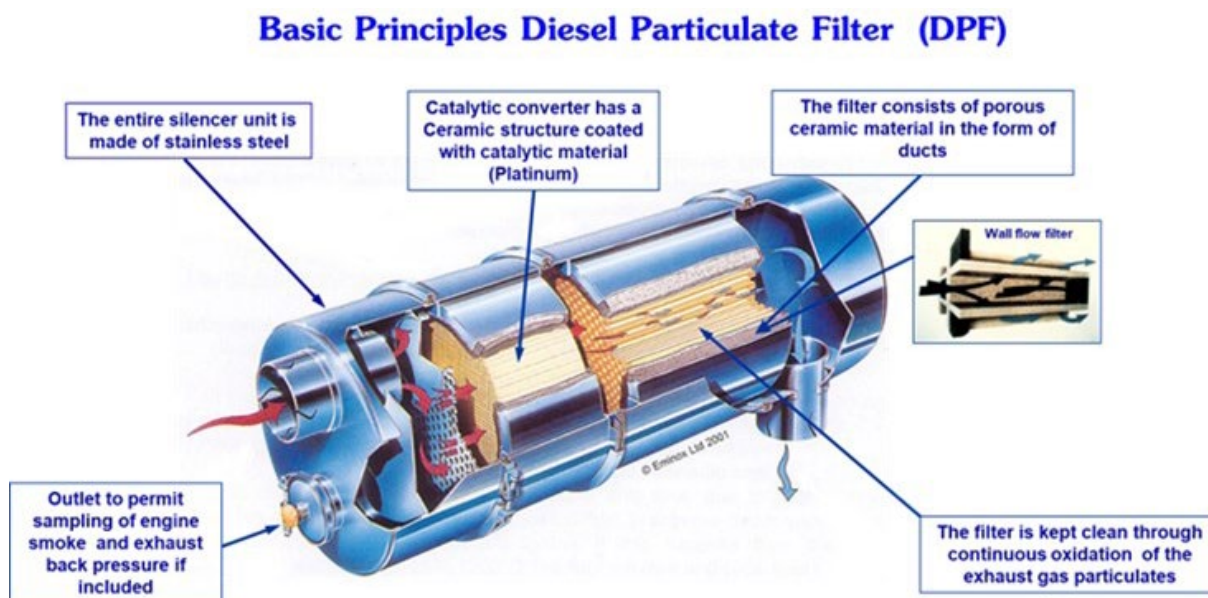 Basic Principles Diesel Particulate Filter (DPF)
The entire silencer unit is
made of stainless steel
Catalytic converter has a
Ceramic structure coated
with catalytic material
(Platinum)
The filter consists of porous
ceramic material in the form of
ducts
Wall flow filter
© Eminox Ltd 2001
Outlet to permit
sampling of engine
smoke and exhaust
back pressure if
included
The filter is kept clean through
continuous oxidation of the
exhaust gas particulates